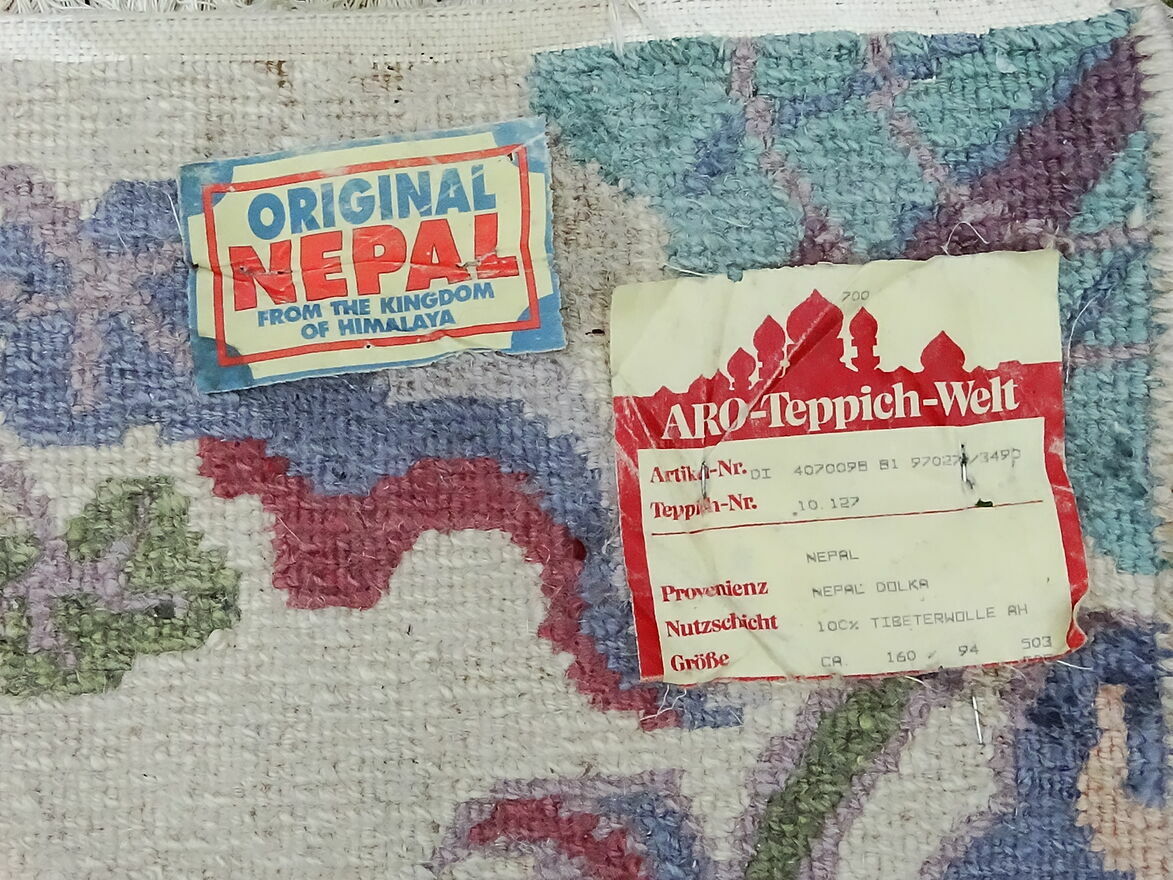 ORIGINAL
NEPAL
FROM THE KINGDOM
OF HIMALAYA
700
ARO-Teppich-Welt
Artikel-Nr. DI 4070098 81
Teppich-Nr. 10.127
NEPAL
Provenienz NEPAL DOLKA
Nutzschicht 100% TIBETERWOLLE AH
Größe CA. 160 / 94 503